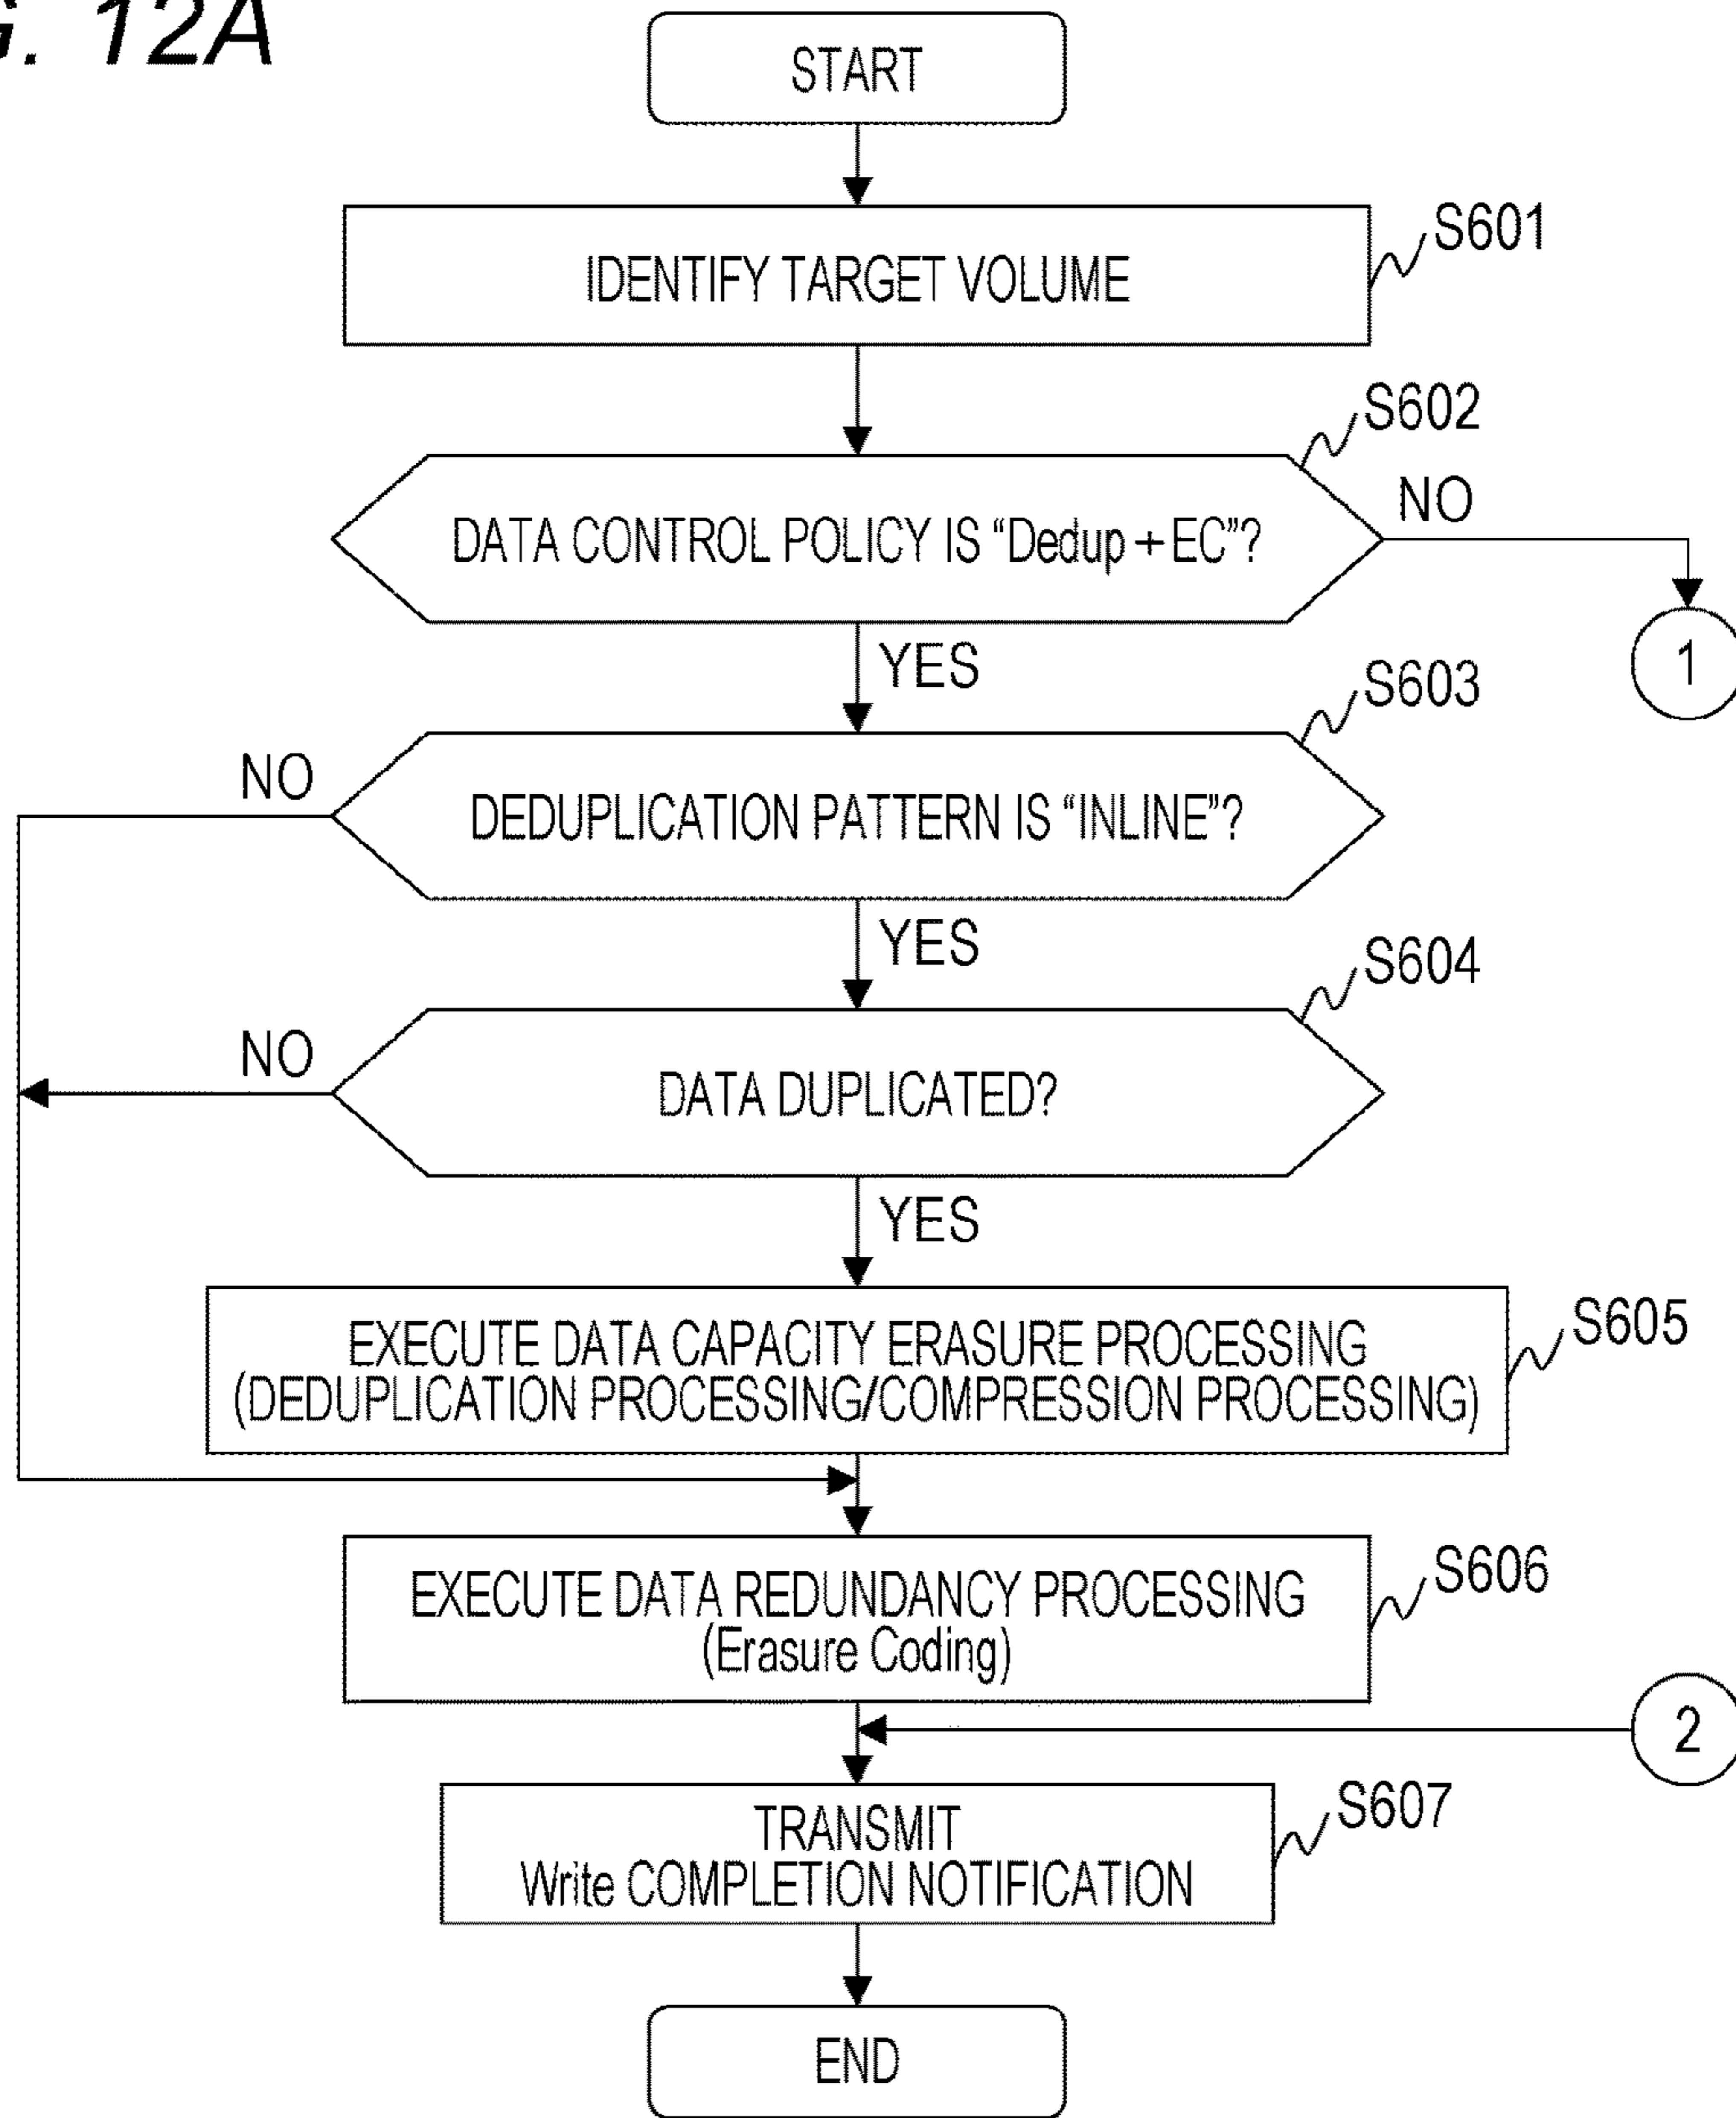 G. 12A
START
IDENTIFY TARGET VOLUME
S601
S602
DATA CONTROL POLICY IS “Dedup + EC”?
NO
1
YES
S603
NO
DEDUPLICATION PATTERN IS “INLINE”?
YES
S604
NO
DATA DUPLICATED?
YES
S605
EXECUTE DATA CAPACITY ERASURE PROCESSING
(DEDUPLICATION PROCESSING/COMPRESSION PROCESSING)
S606
EXECUTE DATA REDUNDANCY PROCESSING
(Erasure Coding)
2
S607
TRANSMIT
Write COMPLETION NOTIFICATION
END